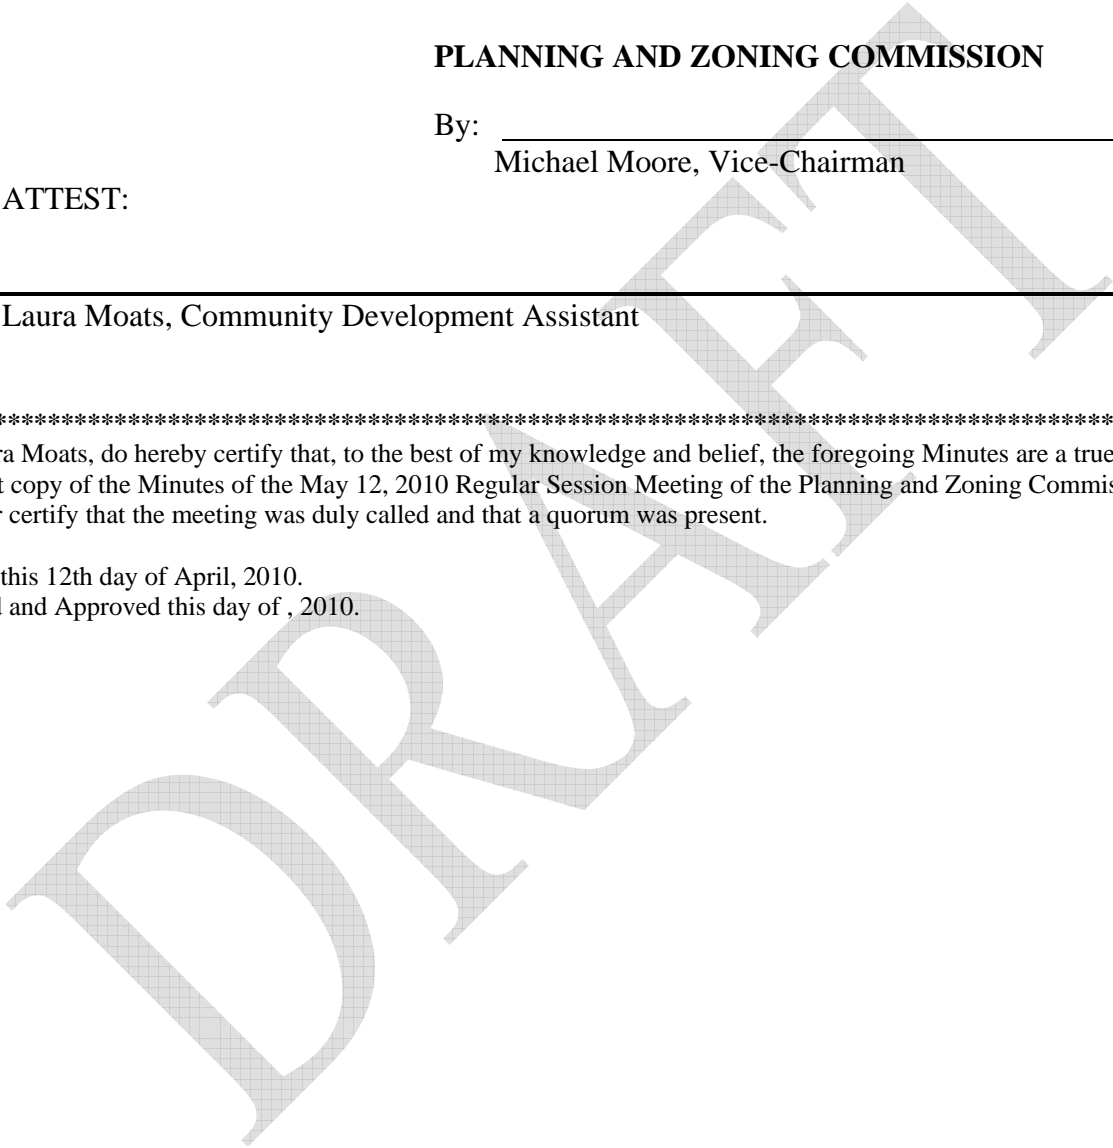 PLANNING AND ZONING COMMISSION
By:
Michael Moore, Vice-Chairman
ATTEST:
Laura Moats, Community Development Assistant
*************************************************************************************
ra Moats, do hereby certify that, to the best of my knowledge and belief, the foregoing Minutes are a true
t copy of the Minutes of the May 12, 2010 Regular Session Meeting of the Planning and Zoning Commis
r certify that the meeting was duly called and that a quorum was present.
this 12th day of April, 2010.
d and Approved this day of , 2010.
DRAFT